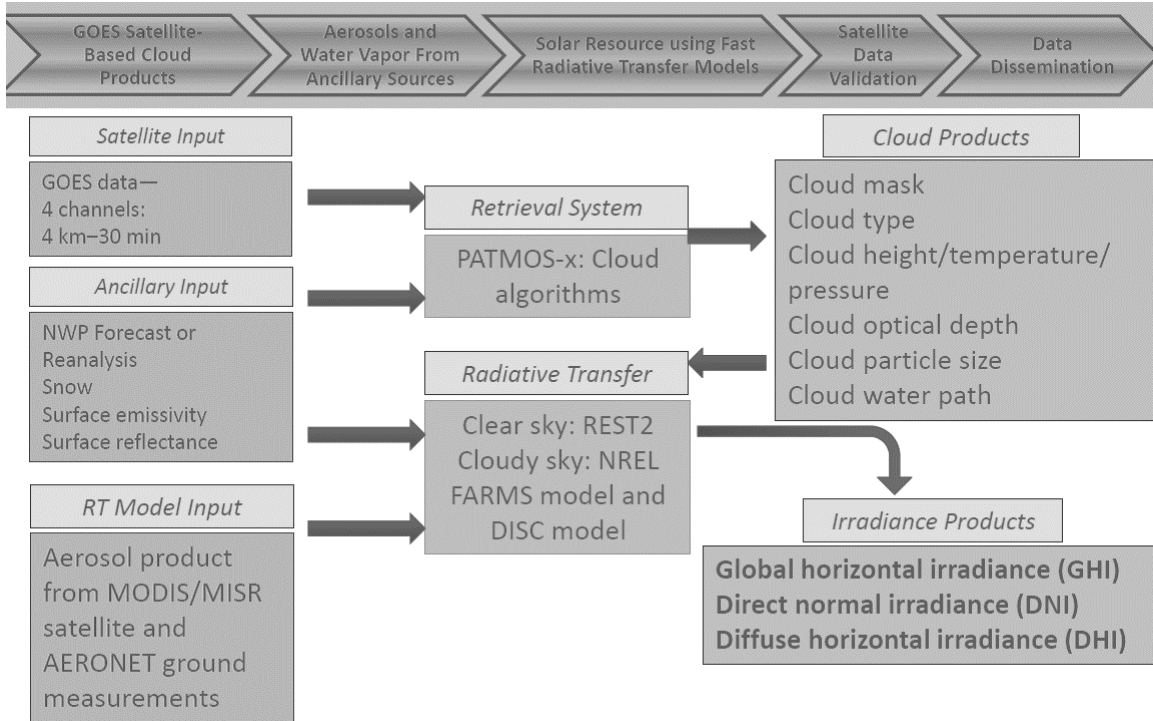 GOES Satellite-
Based Cloud
Products
Aerosols and
Water Vapor From
Ancillary Sources
Solar Resource using Fast
Radiative Transfer Models
Satellite
Data
Validation
Data
Dissemination
Satellite Input
GOES data—
4 channels:
4 km–30 min
Ancillary Input
NWP Forecast or
Reanalysis
Snow
Surface emissivity
Surface reflectance
RT Model Input
Aerosol product
from MODIS/MISR
satellite and
AERONET ground
measurements
Retrieval System
PATMOS-x: Cloud
algorithms
Radiative Transfer
Clear sky: REST2
Cloudy sky: NREL
FARMS model and
DISC model
Cloud Products
Cloud mask
Cloud type
Cloud height/temperature/
pressure
Cloud optical depth
Cloud particle size
Cloud water path
Irradiance Products
Global horizontal irradiance (GHI)
Direct normal irradiance (DNI)
Diffuse horizontal irradiance (DHI)